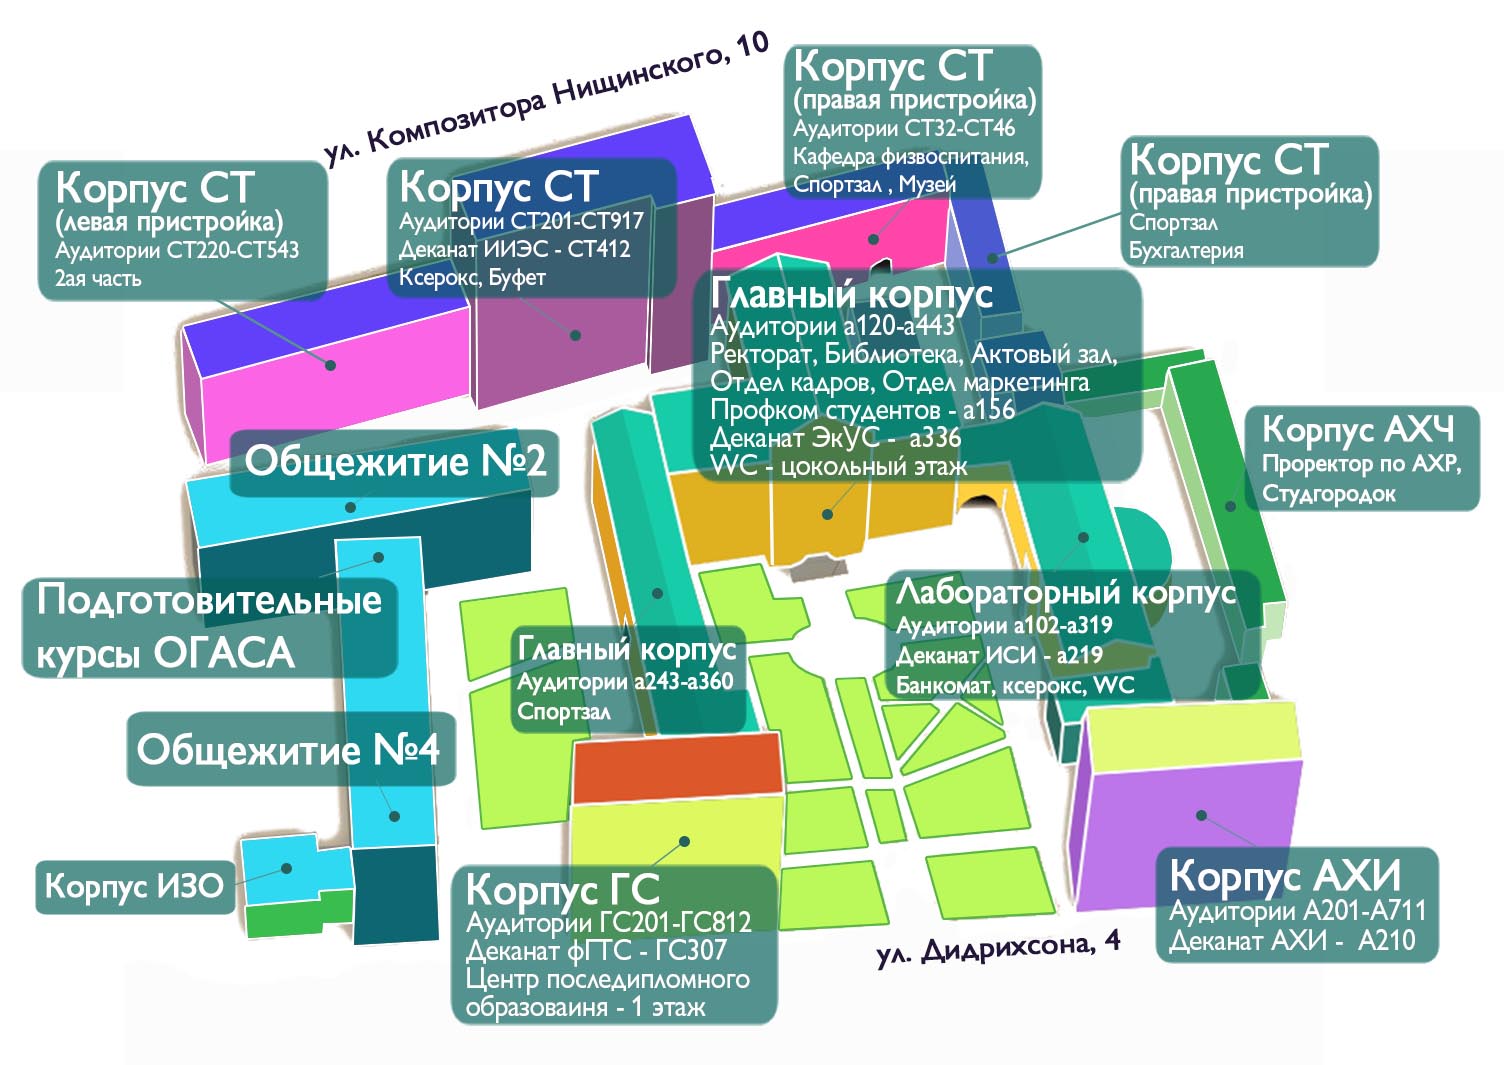 ул. Композитора Нищинского, 10
Корпус СТ
(правая пристройка)
Аудитории СТ32-СТ46
Кафедра физвоспитания,
Спортзал , Музей
Корпус СТ
(правая пристройка)
Спортзал
Бухгалтерия
Корпус СТ
(левая пристройка)
Аудитории СТ220-СТ543
2ая часть
Корпус СТ
Аудитории СТ201-СТ917
Деканат ИИЭС - СТ412
Ксерокс, Буфет
Главный корпус
Аудитории а120-а443
Ректорат, Библиотека, Актовый зал,
Отдел кадров, Отдел маркетинга
Профком студентов - а156
Деканат ЭкУС - а336
WC - цокольный этаж
Корпус АХЧ
Проректор по АХР,
Студгородок
Общежитие №2
Подготовительные
курсы ОГАСА
Главный корпус
Аудитории а243-а360
Спортзал
Лабораторный корпус
Аудитории а102-а319
Деканат ИСИ - а219
Банкомат, ксерокс, WC
Общежитие №4
Корпус ИЗО
Корпус ГС
Аудитории ГС201-ГС812
Деканат фГТС - ГС307
Центр последипломного
образоваиня - 1 этаж
Корпус АХИ
Аудитории А201-А711
Деканат АХИ - А210
ул. Дидрихсона, 4